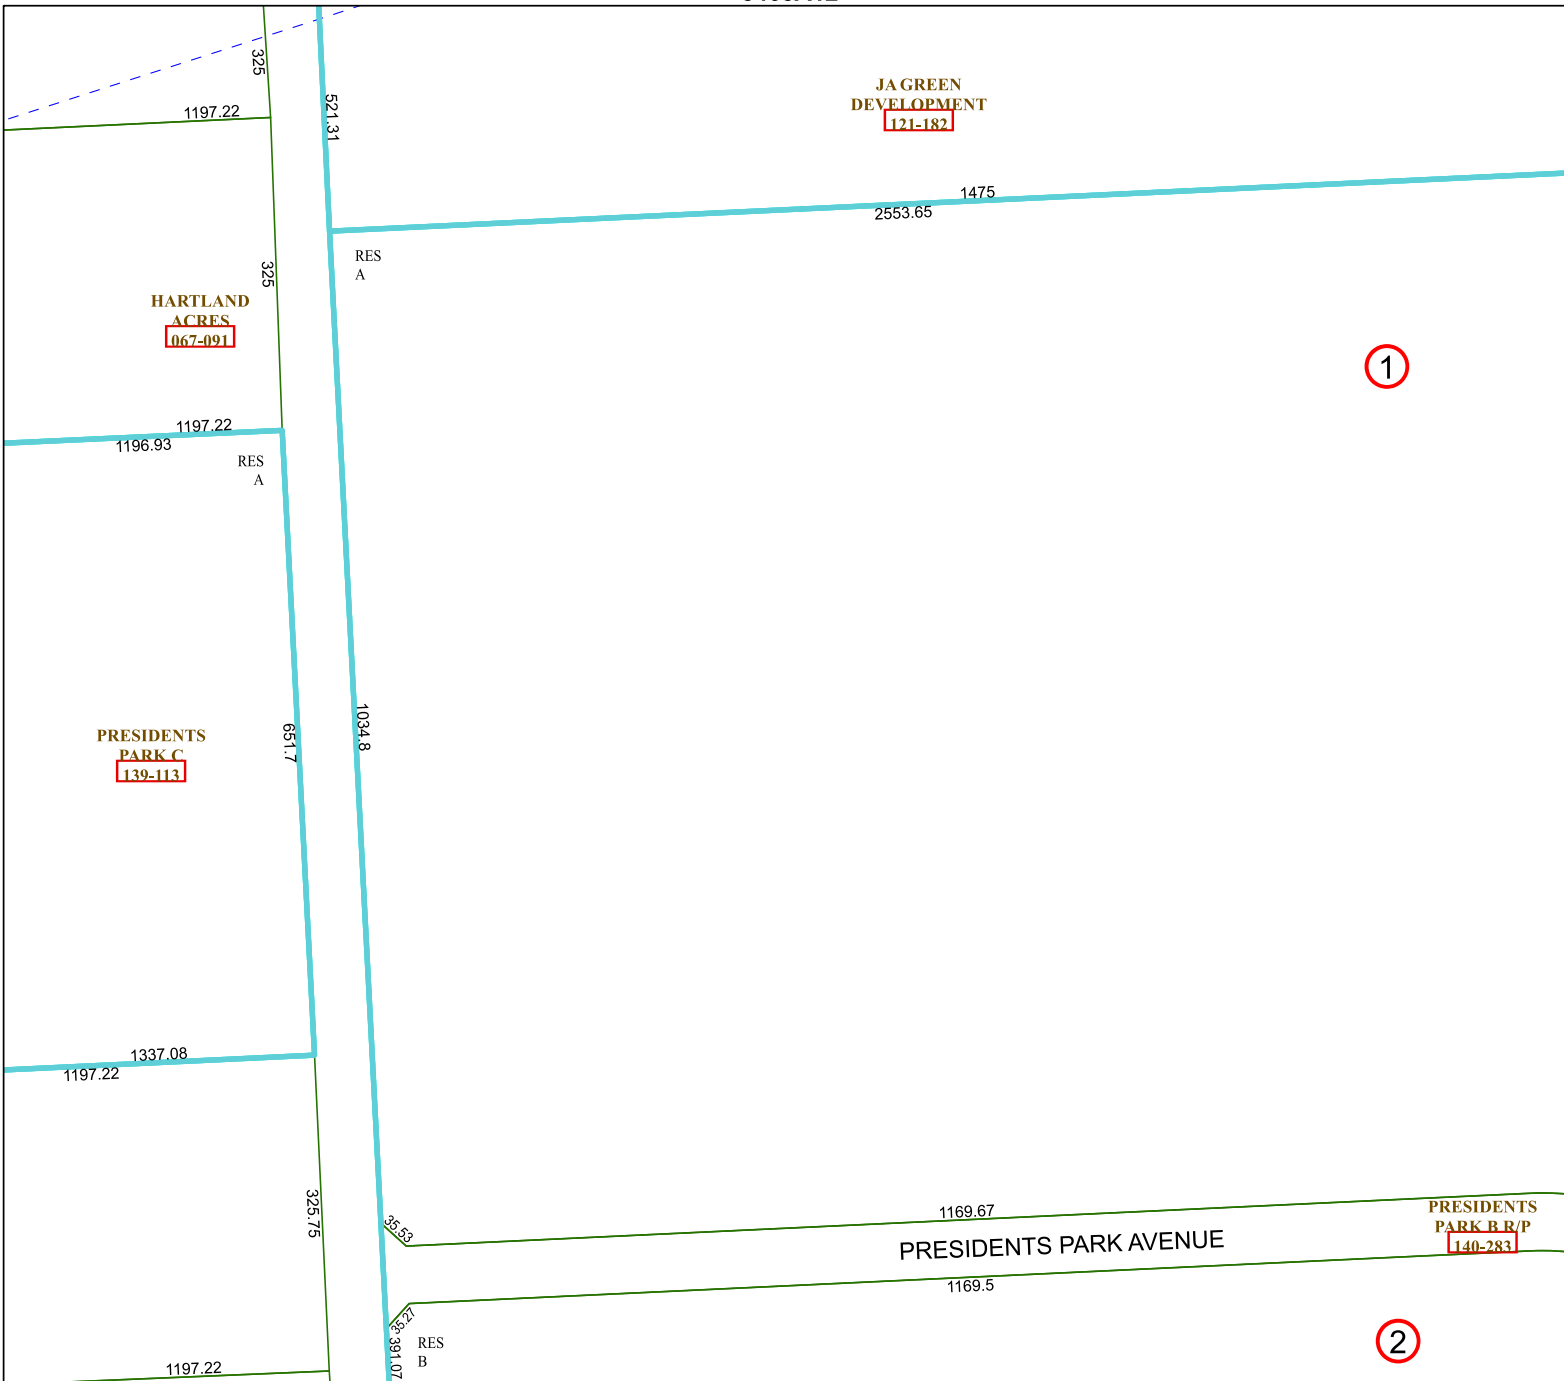 325
1197.22
521.31
JA GREEN
DEVELOPMENT
121-182
1475
2553.65
RES
A
325
HARTLAND
ACRES
067-091
1
1197.22
1196.93
RES
A
PRESIDENTS
PARK C
139-113
651.7
1034.8
1337.08
1197.22
325.75
35.53
1169.67
PRESIDENTS PARK AVENUE
PRESIDENTS
PARK B R/P
140-283
1169.5
35.27
391.07
RES
B
2
1197.22